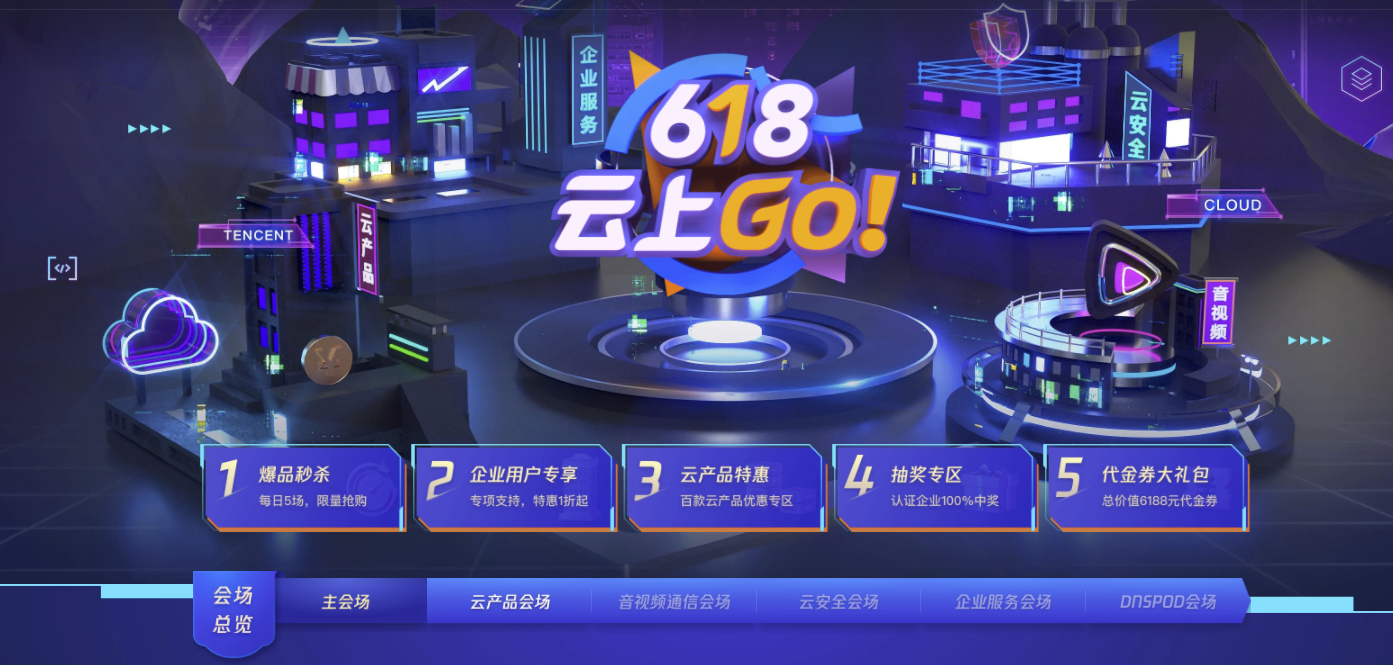 企业服务
618
云上GO!
云安全
TENCENT
云产品
CLOUD
</>
音视频
¥
1
爆品秒杀
每日5场，限量抢购
2
企业用户专享
专项支持，特惠1折起
3
云产品特惠
百款云产品优惠专区
4
抽奖专区
认证企业100%中奖
5
代金券大礼包
总价值6188元代金券
会场
总览
主会场
云产品会场
音视频通信会场
云安全会场
企业服务会场
DNSPOD会场